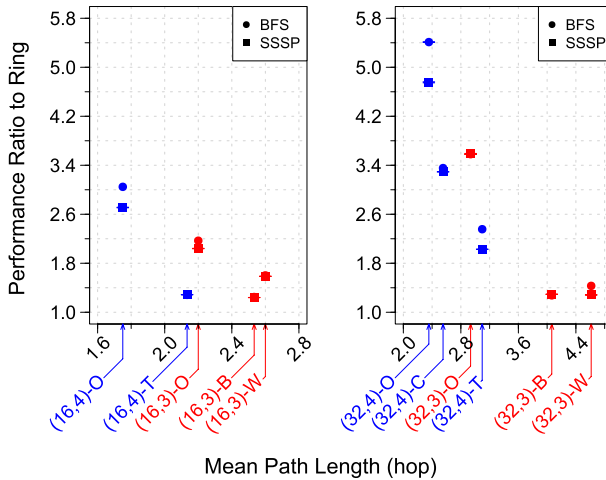 Performance Ratio to Ring
5.8
5.0
4.2
3.4
2.6
1.8
1.0
BFS
SSSP
1.6
2.0
2.4
2.8
(16,4)-O
(16,4)-T
(16,3)-O
(16,3)-B
(16,3)-W
5.8
5.0
4.2
3.4
2.6
1.8
1.0
BFS
SSSP
2.0
2.8
3.6
4.4
(32,4)-O
(32,4)-C
(32,3)-O
(32,4)-T
(32,3)-B
(32,3)-W
Mean Path Length (hop)